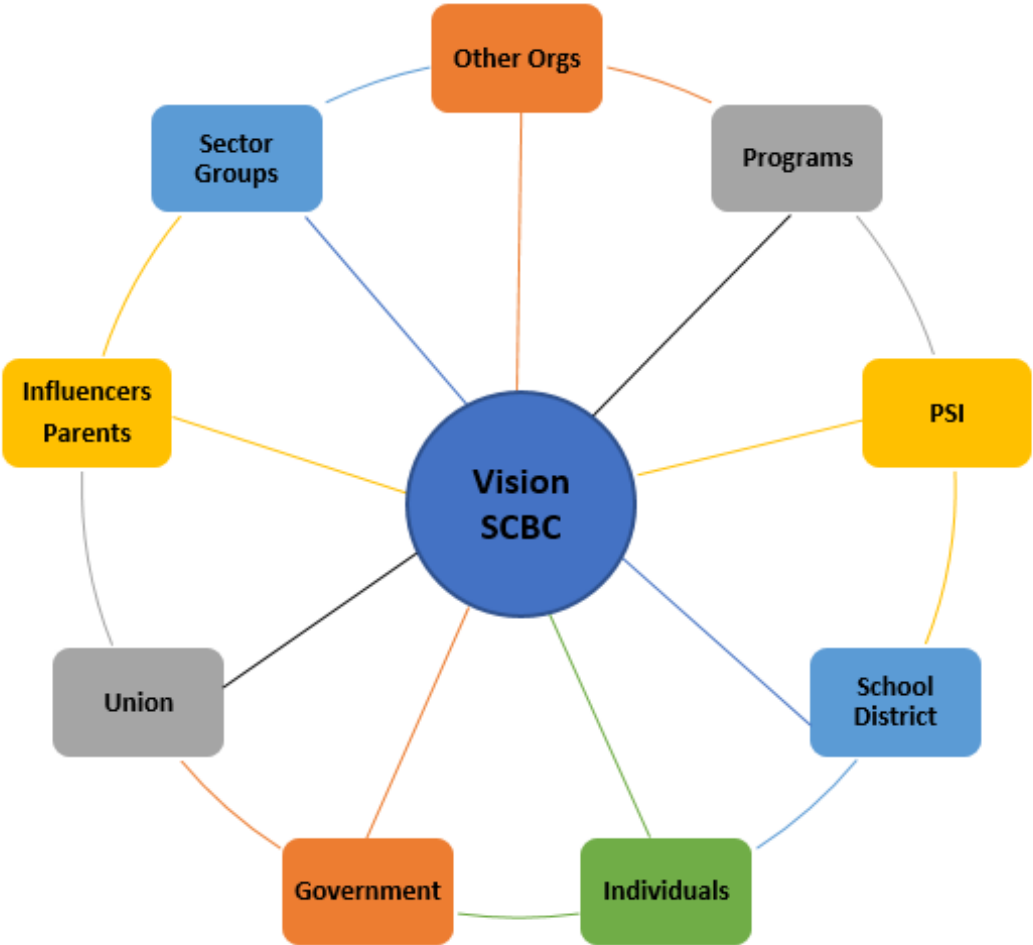 Other Orgs
Sector
Groups
Programs
Influencers
Parents
PSI
Vision
SCBC
Union
School
District
Government
Individuals